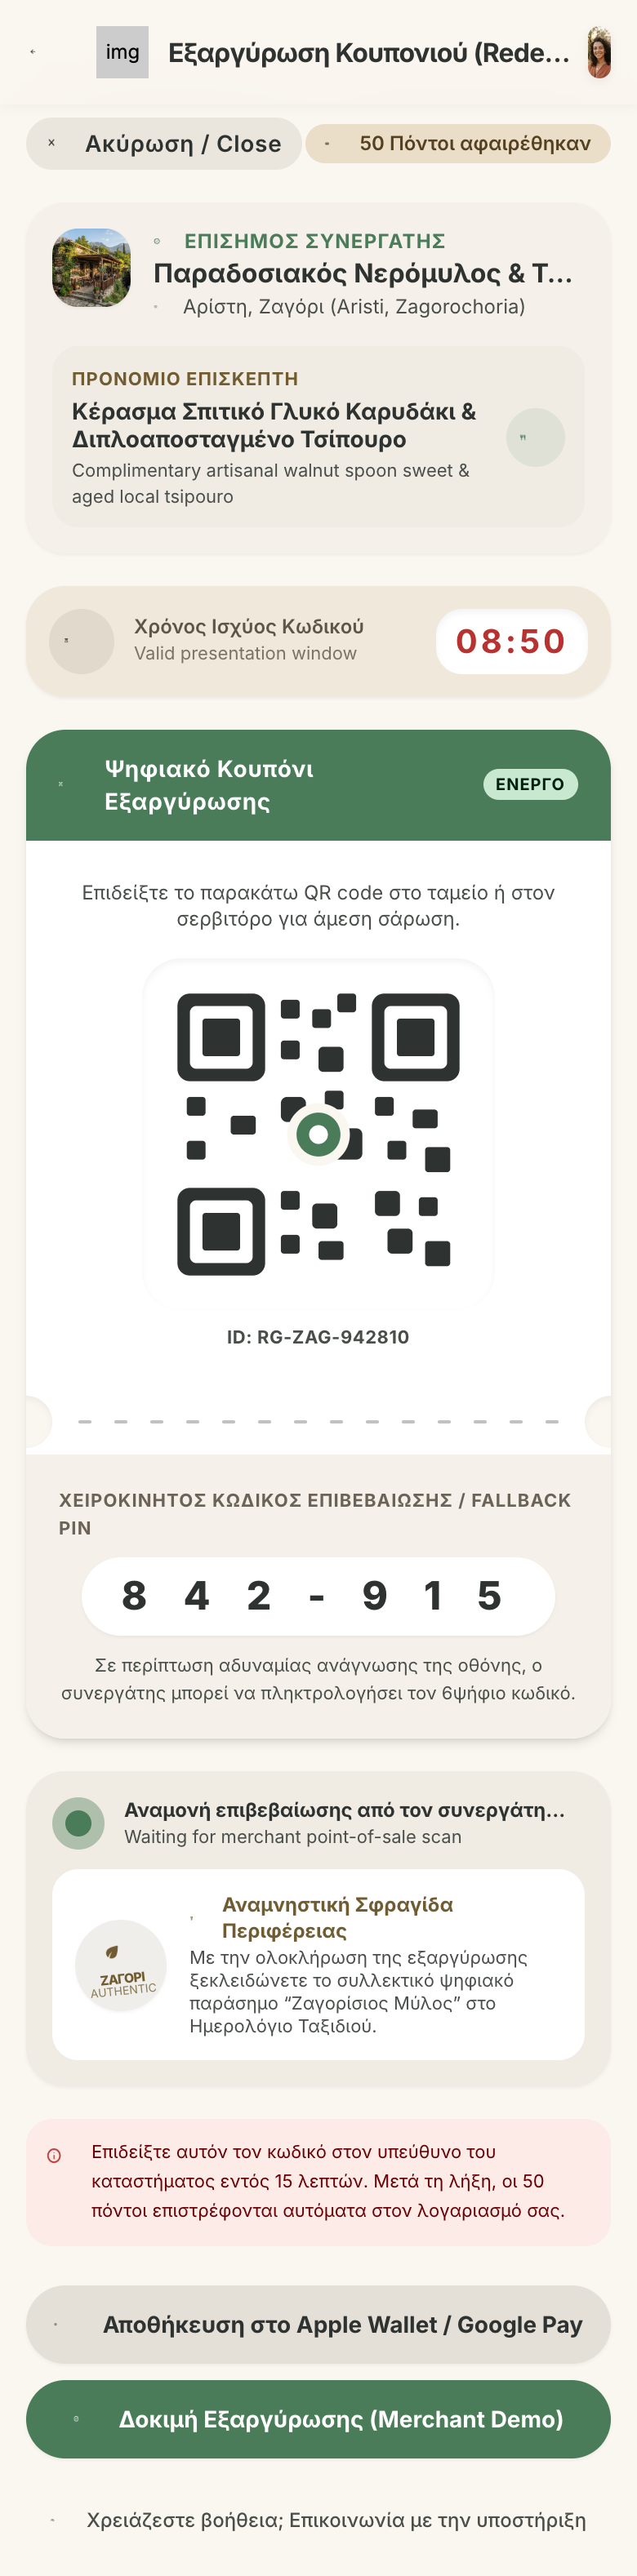 img
Εξαργύρωση Κουπονιού (Rede...
Ακύρωση / Close
50 Πόντοι αφαιρέθηκαν
ΕΠΙΣΗΜΟΣ ΣΥΝΕΡΓΑΤΗΣ
Παραδοσιακός Νερόμυλος & Τ...
Αρίστη, Ζαγόρι (Aristi, Zagorochoria)
ΠΡΟΝΟΜΙΟ ΕΠΙΣΚΕΠΤΗ
Κέρασμα Σπιτικό Γλυκό Καρυδάκι &
Διπλοαποσταγμένο Τσίπουρο
Complimentary artisanal walnut spoon sweet &
aged local tsipouro
Χρόνος Ισχύος Κωδικού
Valid presentation window
08:50
Ψηφιακό Κουπόνι
Εξαργύρωσης
ΕΝΕΡΓΟ
Επιδείξτε το παρακάτω QR code στο ταμείο ή στον
σερβιτόρο για άμεση σάρωση.
ID: RG-ZAG-942810
ΧΕΙΡΟΚΙΝΗΤΟΣ ΚΩΔΙΚΟΣ ΕΠΙΒΕΒΑΙΩΣΗΣ / FALLBACK
PIN
842-915
Σε περίπτωση αδυναμίας ανάγνωσης της οθόνης, ο
συνεργάτης μπορεί να πληκτρολογήσει τον 6ψήφιο κωδικό.
Αναμονή επιβεβαίωσης από τον συνεργάτη...
Waiting for merchant point-of-sale scan
ΖΑΓΟΡΙ
AUTHENTIC
Αναμνηστική Σφραγίδα
Περιφέρειας
Με την ολοκλήρωση της εξαργύρωσης
ξεκλειδώνετε το συλλεκτικό ψηφιακό
παράσημο “Ζαγορίσιος Μύλος” στο
Ημερολόγιο Ταξιδιού.
Επιδείξτε αυτόν τον κωδικό στον υπεύθυνο του
καταστήματος εντός 15 λεπτών. Μετά τη λήξη, οι 50
πόντοι επιστρέφονται αυτόματα στον λογαριασμό σας.
Αποθήκευση στο Apple Wallet / Google Pay
Δοκιμή Εξαργύρωσης (Merchant Demo)
Χρειάζεστε βοήθεια; Επικοινωνία με την υποστήριξη